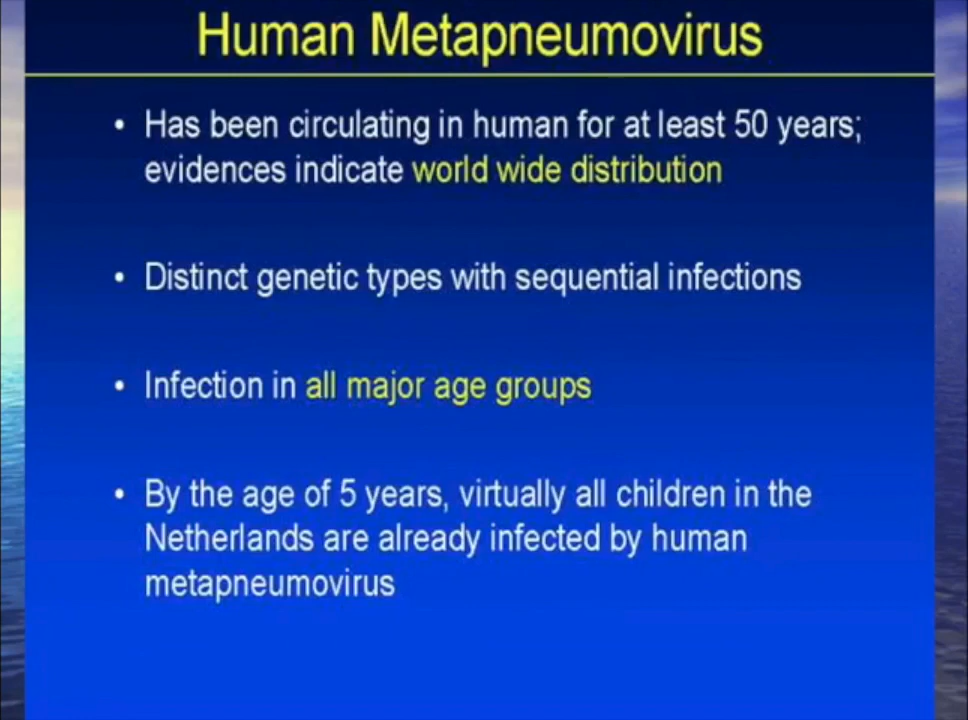 Human Metapneumovirus
• Has been circulating in human for at least 50 years;
evidences indicate world wide distribution
• Distinct genetic types with sequential infections
• Infection in all major age groups
• By the age of 5 years, virtually all children in the
Netherlands are already infected by human
metapneumovirus